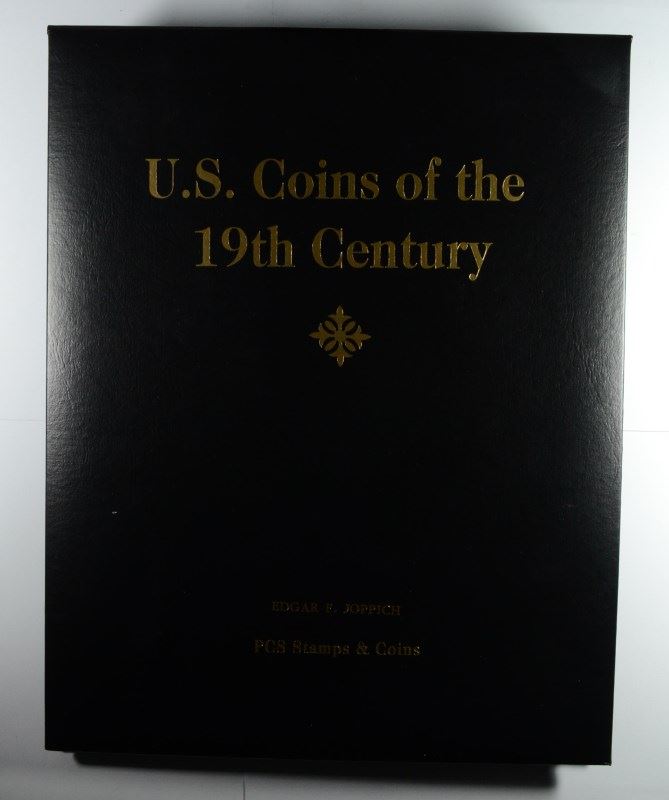 U.S. Coins of the
19th Century
EDGAR E. JOPPICH
PCS Stamps & Coins